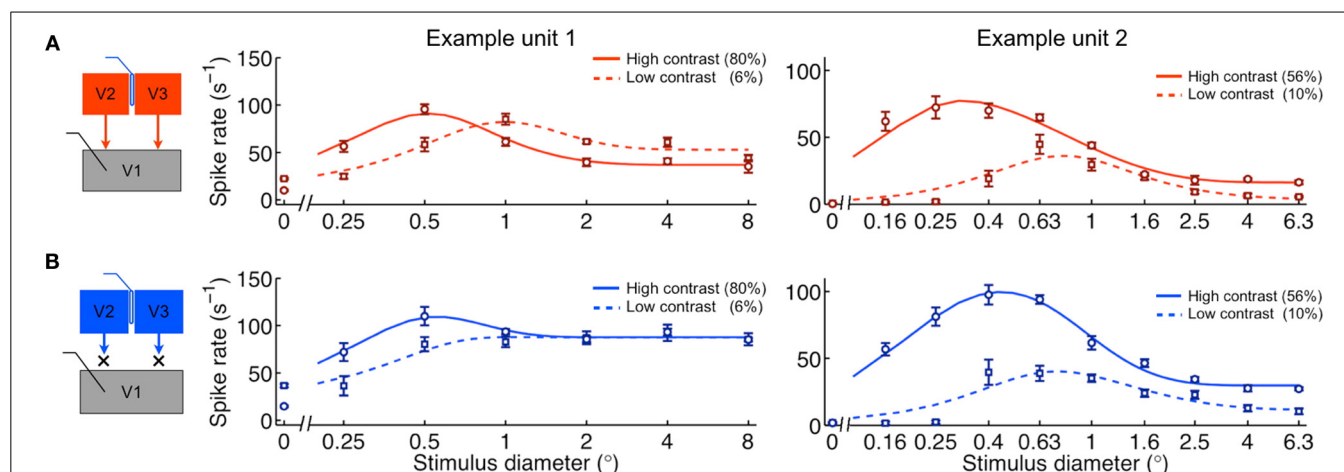 A
Example unit 1
Example unit 2
V2 V3
V1
Spike rate (s⁻¹)
150
100
50
0
High contrast (80%)
Low contrast (6%)
0 0.25 0.5 1 2 4 8
100
50
0
High contrast (56%)
Low contrast (10%)
0 0.16 0.25 0.4 0.63 1 1.6 2.5 4 6.3
B
V2 V3
V1
Spike rate (s⁻¹)
150
100
50
0
High contrast (80%)
Low contrast (6%)
0 0.25 0.5 1 2 4 8
Stimulus diameter (°)
100
50
0
High contrast (56%)
Low contrast (10%)
0 0.16 0.25 0.4 0.63 1 1.6 2.5 4 6.3
Stimulus diameter (°)